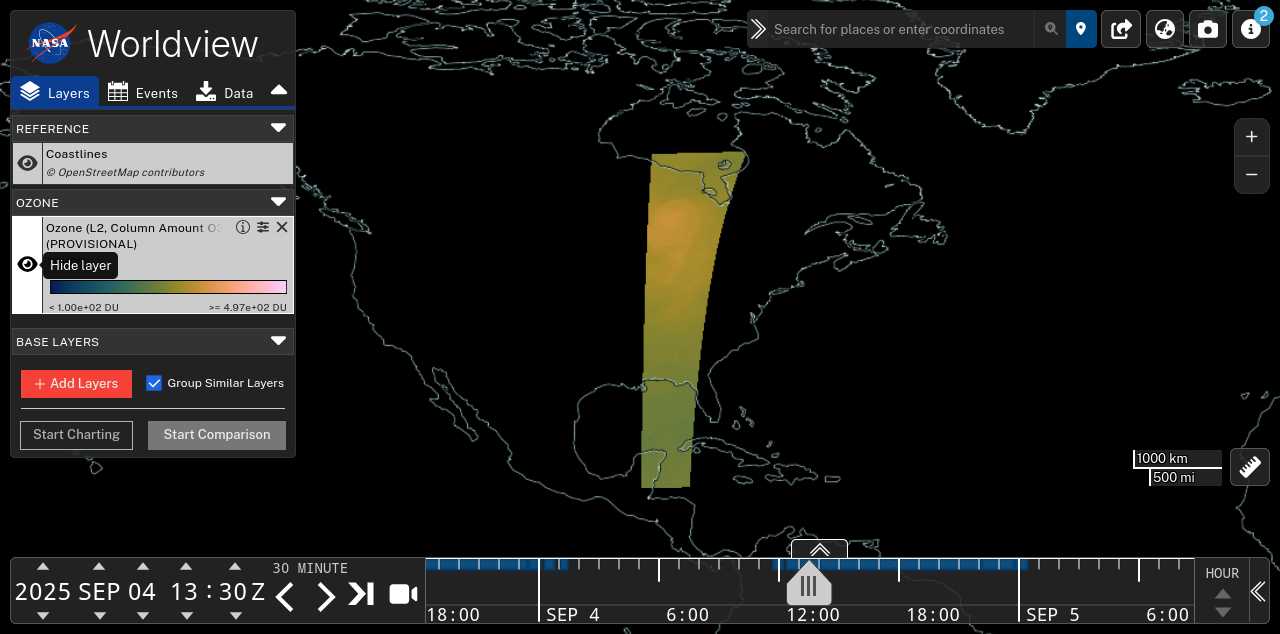 NASA
Worldview
Layers
Events
Data
REFERENCE
Coastlines
© OpenStreetMap contributors
OZONE
Ozone (L2, Column Amount
(PROVISIONAL)
Hide layer
< 1.00e+02 DU
>= 4.97e+02 DU
BASE LAYERS
+ Add Layers
Group Similar Layers
Start Charting
Start Comparison
Search for places or enter coordinates
2
+
−
1000 km
500 mi
2025 SEP 04 13 : 30 Z
30 MINUTE
18:00
SEP 4
6:00
12:00
18:00
SEP 5
6:00
HOUR